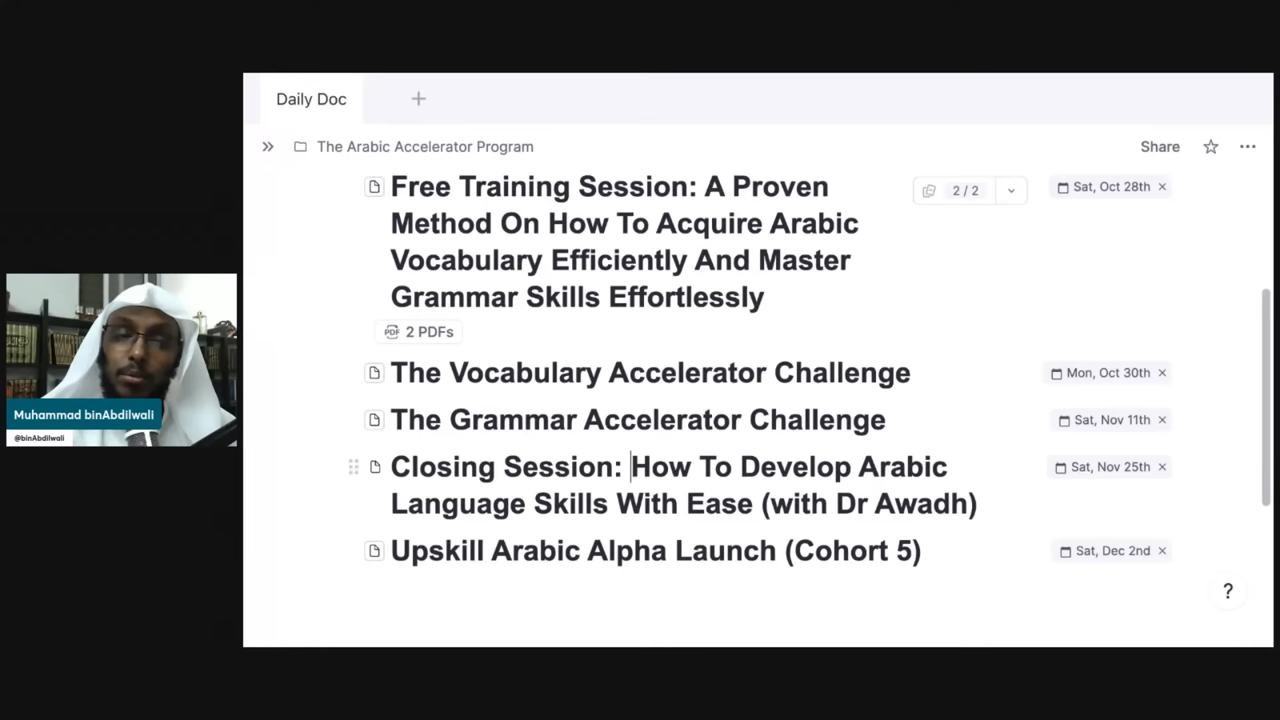 Daily Doc
The Arabic Accelerator Program
Share
Free Training Session: A Proven
Method On How To Acquire Arabic
Vocabulary Efficiently And Master
Grammar Skills Effortlessly
2 / 2
Sat, Oct 28th
PDF 2 PDFs
The Vocabulary Accelerator Challenge
Mon, Oct 30th
The Grammar Accelerator Challenge
Sat, Nov 11th
Closing Session: How To Develop Arabic
Language Skills With Ease (with Dr Awadh)
Sat, Nov 25th
Upskill Arabic Alpha Launch (Cohort 5)
Sat, Dec 2nd
?
Muhammad binAbdilwali
@binAbdilwali